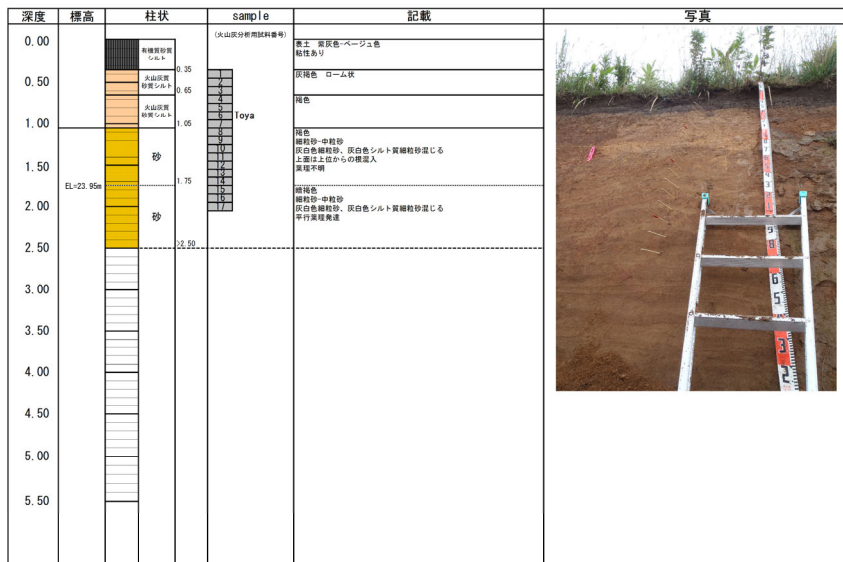 深度 標高 柱状 sample 記載 写真
(火山灰分析用試料番号)
0.00
有機質砂質
シルト
表土 紫灰色-ベージュ色
粘性あり
0.35
0.50
火山灰質
砂質シルト
0.65
1
2
3
灰褐色 ローム状
火山灰質
砂質シルト
4
5
6
7
Toya
褐色
1.00
1.05
砂
8
9
10
11
12
13
14
褐色
細粒砂-中粒砂
灰白色細粒砂、灰白色シルト質細粒砂混じる
上面は上位からの根混入
葉理不明
1.50
1.75
EL=23.95m
砂
15
16
17
暗褐色
細粒砂-中粒砂
灰白色細粒砂、灰白色シルト質細粒砂混じる
平行葉理発達
2.00
>2.50
2.50
3.00
3.50
4.00
4.50
5.00
5.50
9
8
6
5
3
2